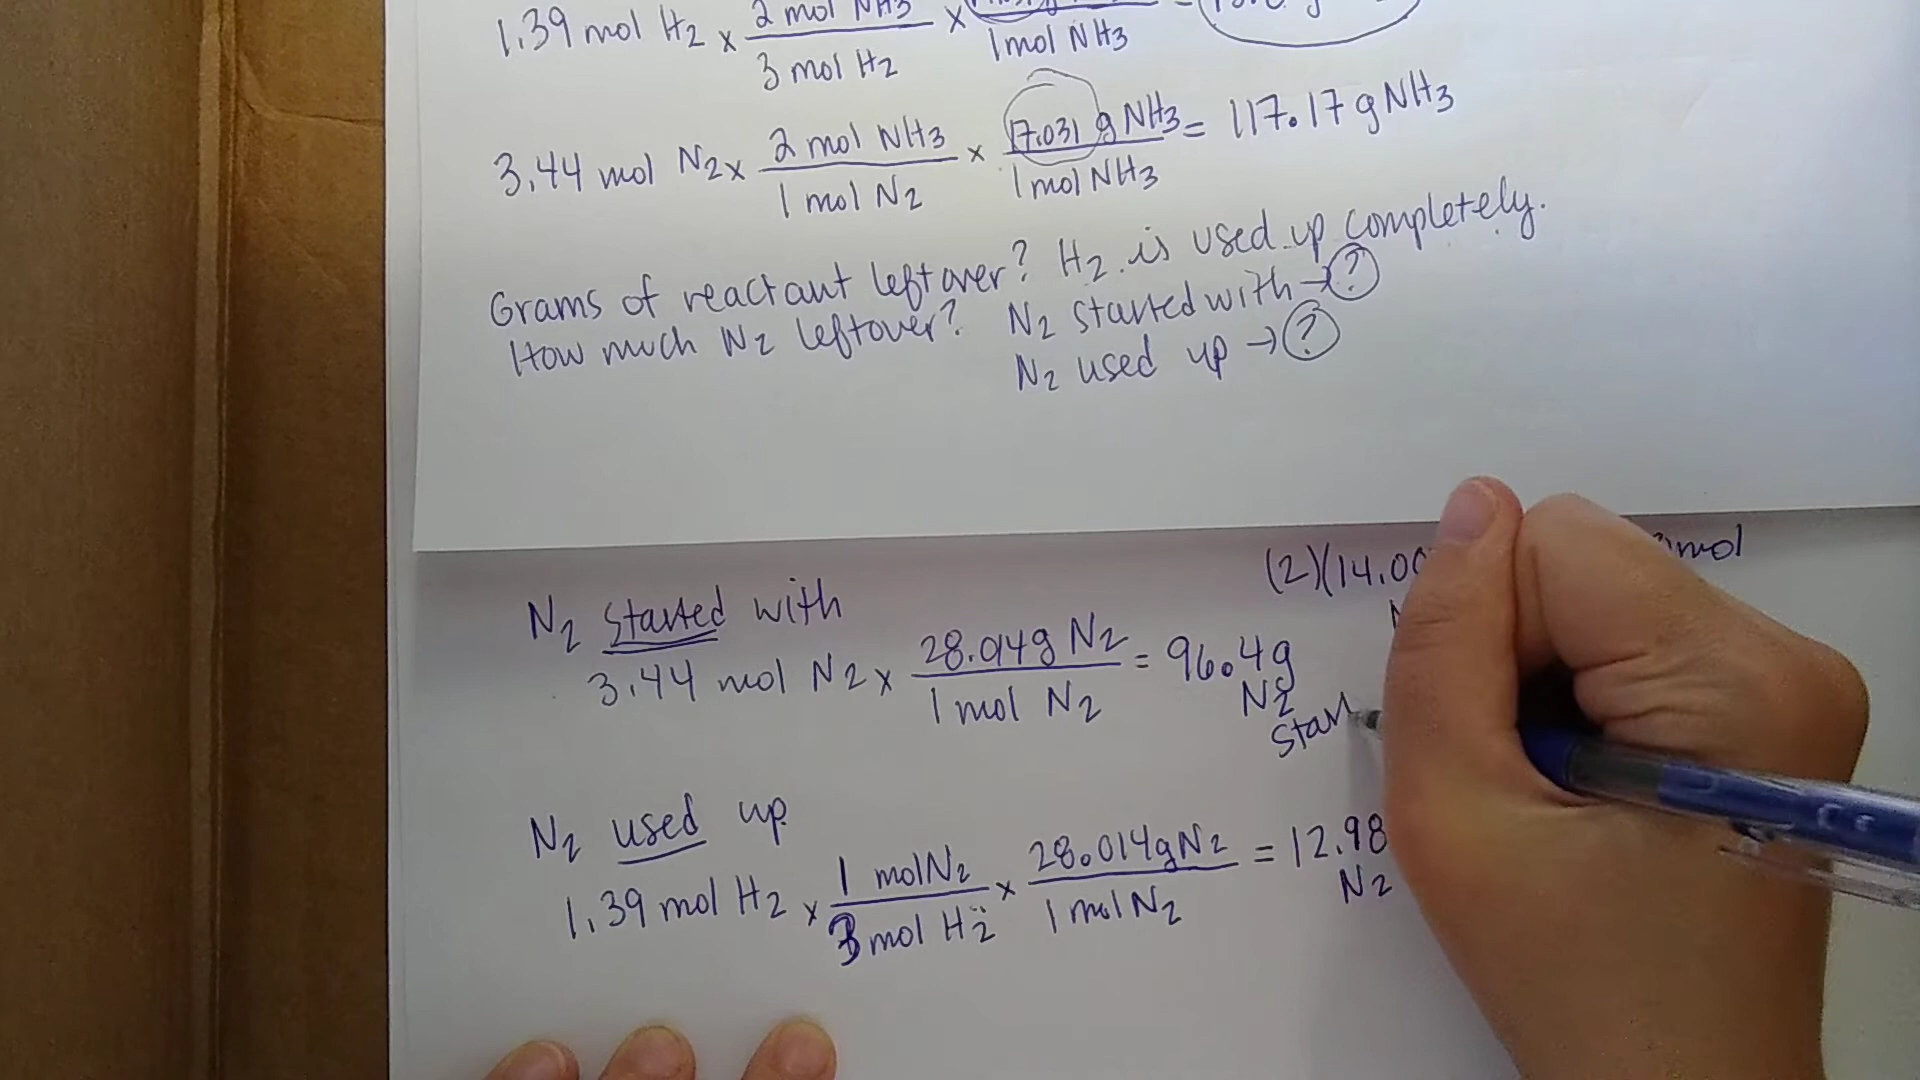 1.39 mol H2 x 2 mol NH3 / 3 mol H2 x / 1 mol NH3 =
3.44 mol N2 x 2 mol NH3 / 1 mol N2 x 17.031 g NH3 / 1 mol NH3 = 117.17 g NH3
Grams of reactant leftover? H2 is used up completely.
How much N2 leftover? N2 started with → ?
N2 used up → ?
(2)(14.00 mol
N2 started with
3.44 mol N2 x 28.014g N2 / 1 mol N2 = 96.4g
N2
Start
N2 used up
1.39 mol H2 x 1 mol N2 / 3 mol H2 x 28.014g N2 / 1 mol N2 = 12.98
N2